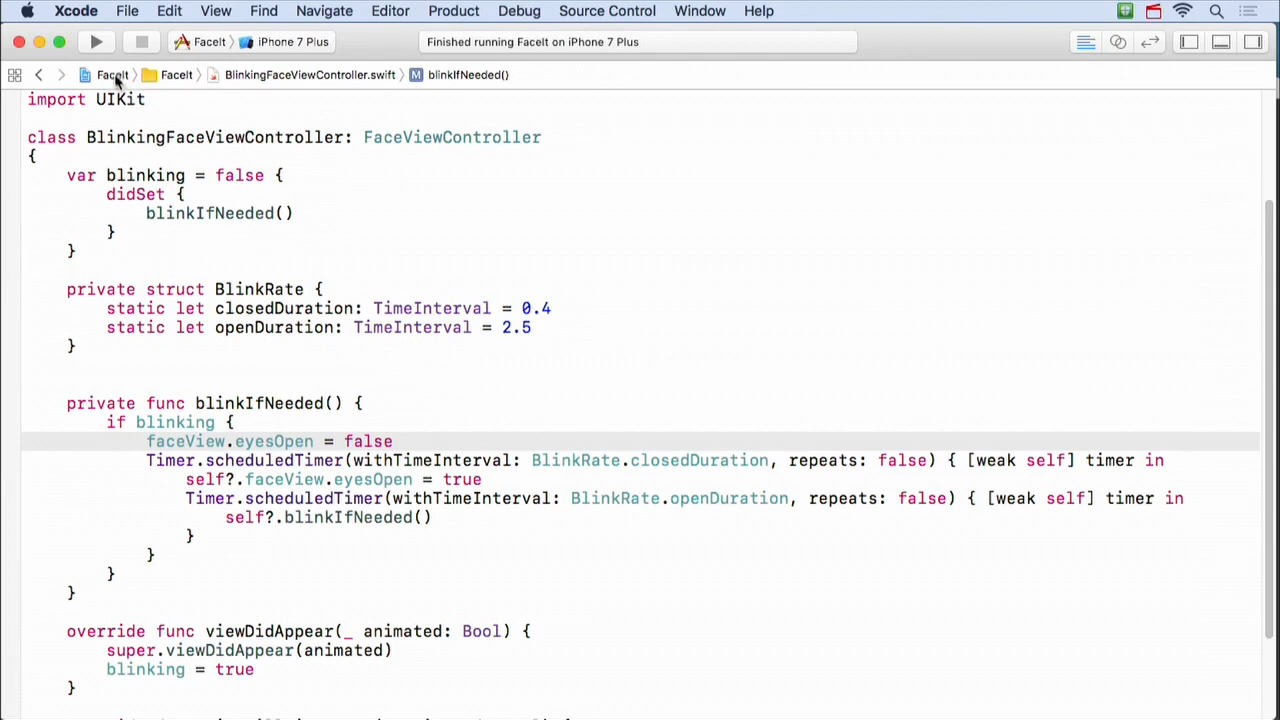 Xcode File Edit View Find Navigate Editor Product Debug Source Control Window Help
FaceIt iPhone 7 Plus Finished running FaceIt on iPhone 7 Plus
FaceIt FaceIt BlinkingFaceViewController.swift M blinkIfNeeded()
import UIKit
class BlinkingFaceViewController: FaceViewController
{
var blinking = false {
didSet {
blinkIfNeeded()
}
}
private struct BlinkRate {
static let closedDuration: TimeInterval = 0.4
static let openDuration: TimeInterval = 2.5
}
private func blinkIfNeeded() {
if blinking {
faceView.eyesOpen = false
Timer.scheduledTimer(withTimeInterval: BlinkRate.closedDuration, repeats: false) { [weak self] timer in
self?.faceView.eyesOpen = true
Timer.scheduledTimer(withTimeInterval: BlinkRate.openDuration, repeats: false) { [weak self] timer in
self?.blinkIfNeeded()
}
}
}
}
override func viewDidAppear(_ animated: Bool) {
super.viewDidAppear(animated)
blinking = true
}